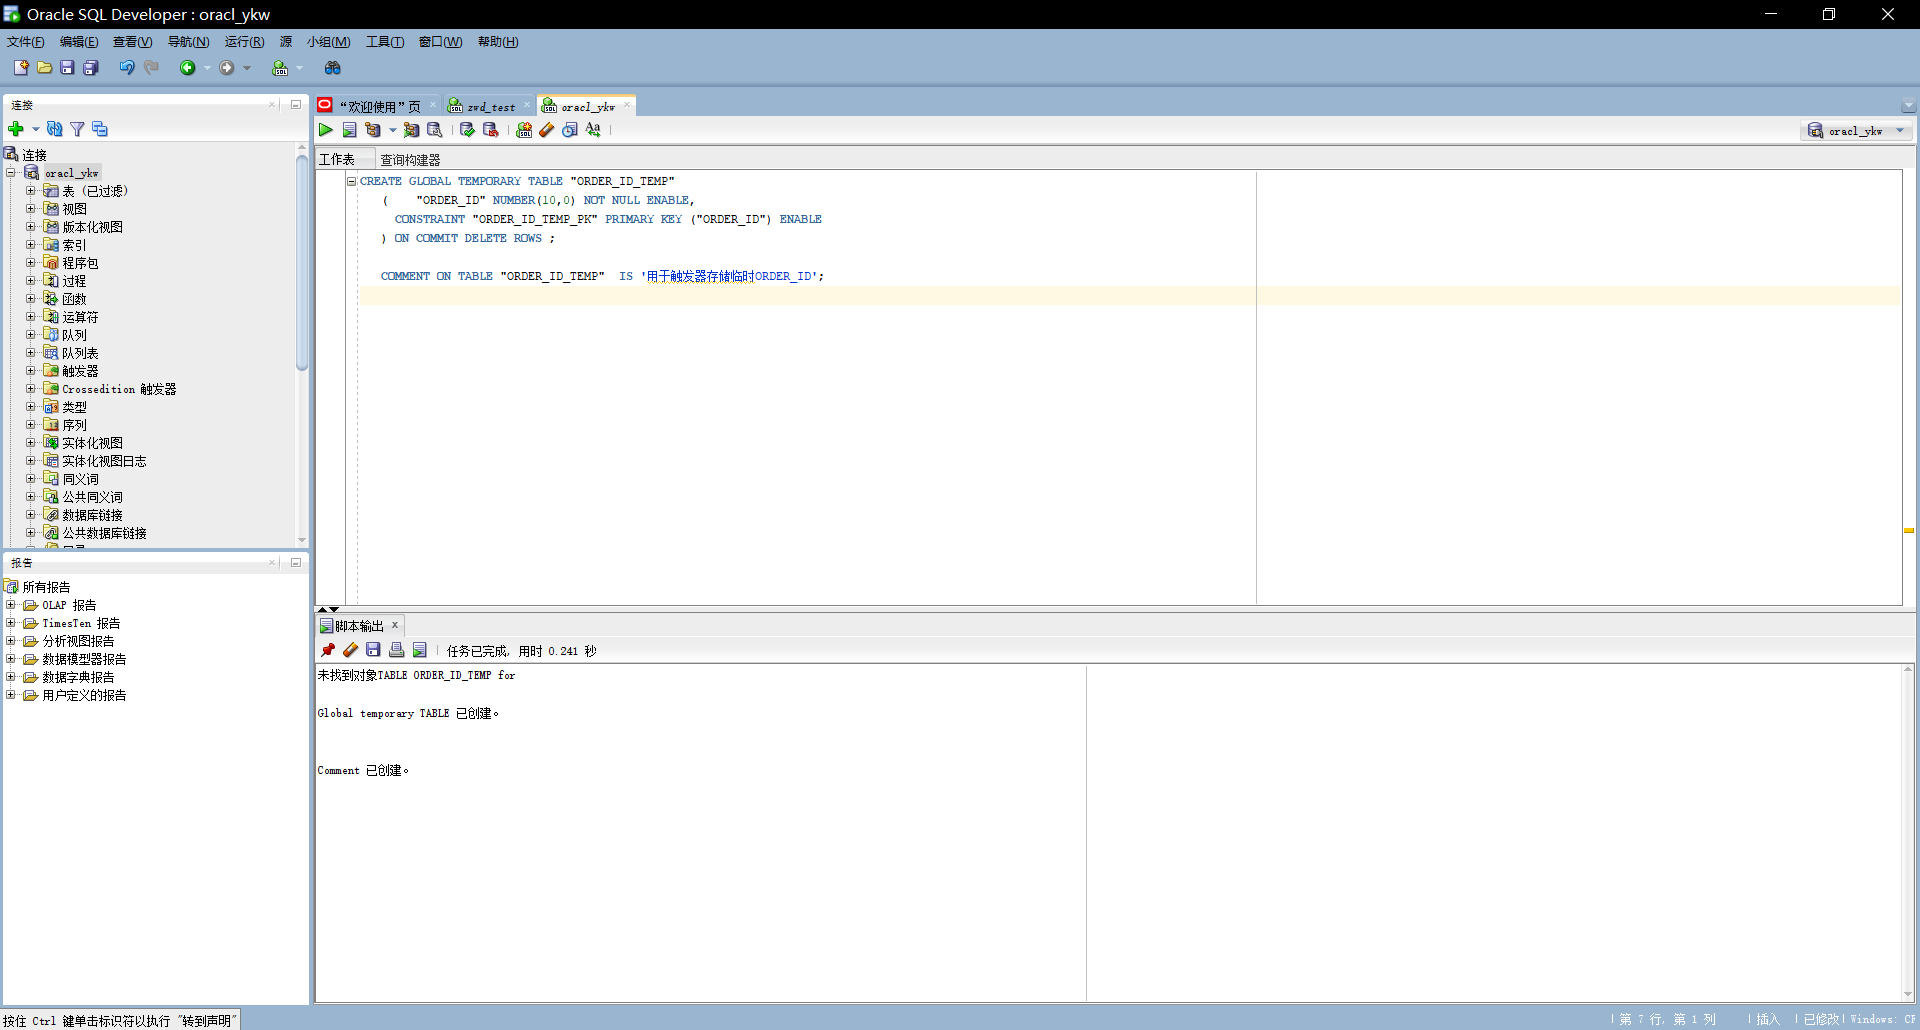 Oracle SQL Developer : oracl_ykw
文件(F) 编辑(E) 查看(V) 导航(N) 运行(R) 源 小组(M) 工具(T) 窗口(W) 帮助(H)
连接
连接
oracl_ykw
表 (已过滤)
视图
版本化视图
索引
程序包
过程
函数
运算符
队列
队列表
触发器
Crossedition 触发器
类型
序列
实体化视图
实体化视图日志
同义词
公共同义词
数据库链接
公共数据库链接
报告
所有报告
OLAP 报告
TimesTen 报告
分析视图报告
数据模型器报告
数据字典报告
用户定义的报告
“欢迎使用”页 zwd_test oracl_ykw
oracl_ykw
工作表 查询构建器
CREATE GLOBAL TEMPORARY TABLE "ORDER_ID_TEMP"
( "ORDER_ID" NUMBER(10,0) NOT NULL ENABLE,
CONSTRAINT "ORDER_ID_TEMP_PK" PRIMARY KEY ("ORDER_ID") ENABLE
) ON COMMIT DELETE ROWS ;
COMMENT ON TABLE "ORDER_ID_TEMP" IS '用于触发器存储临时ORDER_ID';
脚本输出 x
任务已完成, 用时 0.241 秒
未找到对象TABLE ORDER_ID_TEMP for
Global temporary TABLE 已创建。
Comment 已创建。
按住 Ctrl 键单击标识符以执行 "转到声明"
第 7 行, 第 1 列 | 插入 | 已修改 | Windows: CF